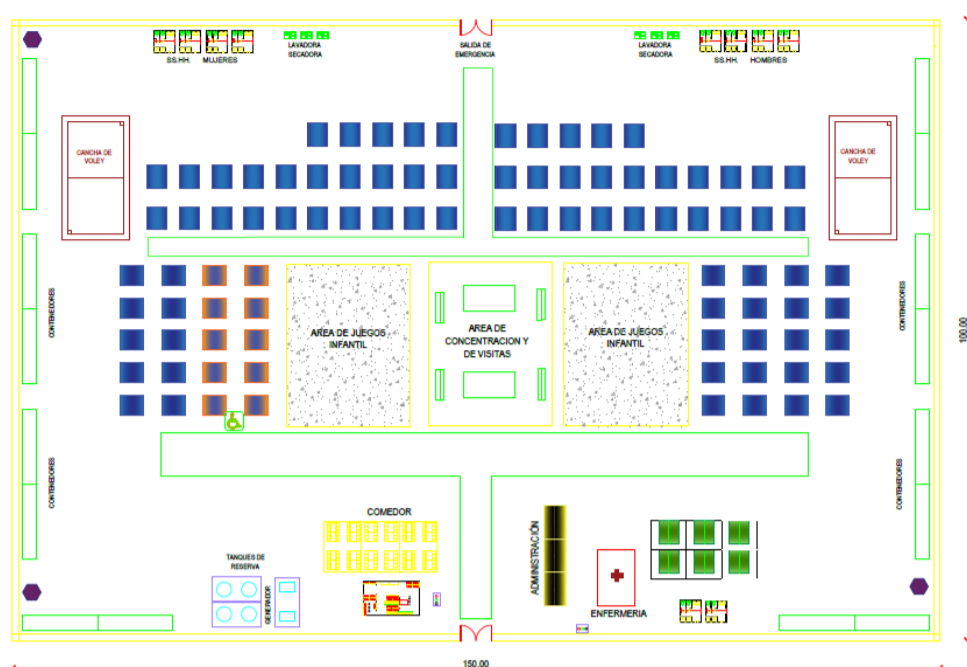 SS.HH. MUJERES
LAVADORA
SECADORA
SALIDA DE
EMERGENCIA
LAVADORA
SECADORA
SS.HH. HOMBRES
CANCHA DE
VOLEY
CANCHA DE
VOLEY
CONTENEDORES
AREA DE JUEGOS
INFANTIL
AREA DE
CONCENTRACION Y
DE VISITAS
AREA DE JUEGOS
INFANTIL
CONTENEDORES
100.00
CONTENEDORES
CONTENEDORES
COMEDOR
TANQUES DE
RESERVA
GENERADOR
ADMINISTRACIÓN
ENFERMERIA
150.00